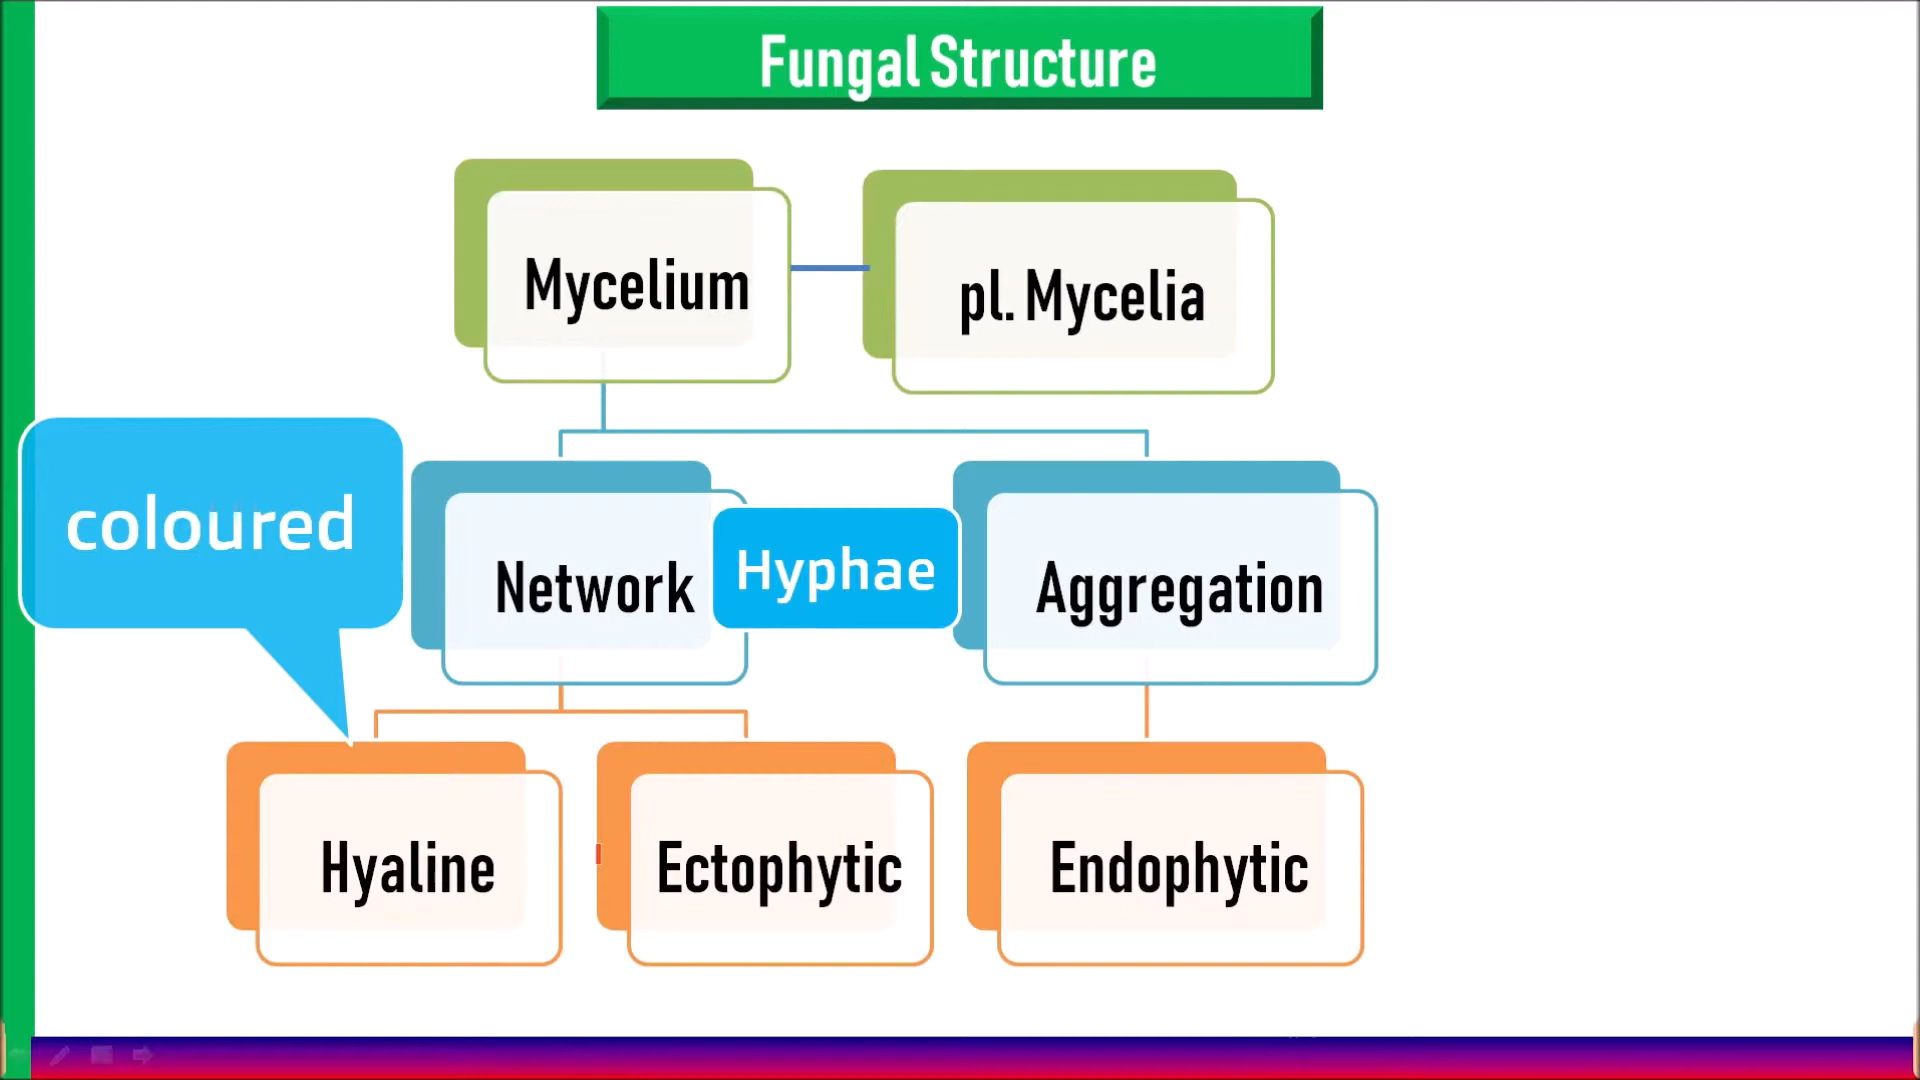 Fungal Structure
Mycelium
pl. Mycelia
coloured
Network
Hyphae
Aggregation
Hyaline
Ectophytic
Endophytic